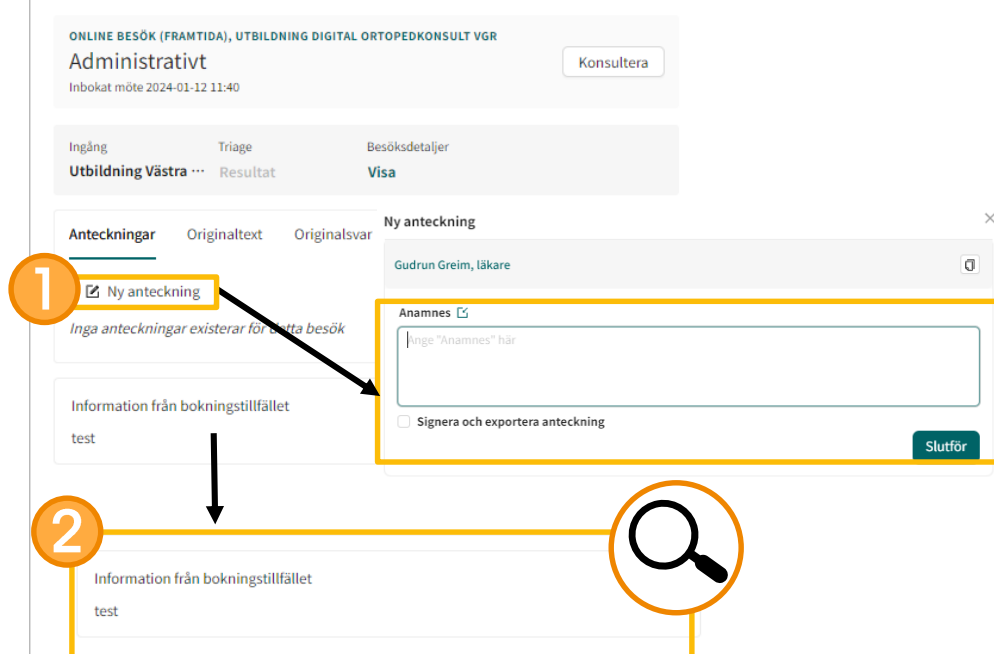 ONLINE BESÖK (FRAMTIDA), UTBILDNING DIGITAL ORTOPEDKONSULT VGR
Administrativt
Konsultera
Inbokat möte 2024-01-12 11:40
Ingång Triage Besöksdetaljer
Utbildning Västra ··· Resultat Visa
Anteckningar Originaltext Originalsvar
1
Ny anteckning
Inga anteckningar existerar för detta besök
Ny anteckning
Gudrun Greim, läkare
Anamnes
Ange "Anamnes" här
Signera och exportera anteckning
Slutför
Information från bokningstillfället
test
2
Information från bokningstillfället
test